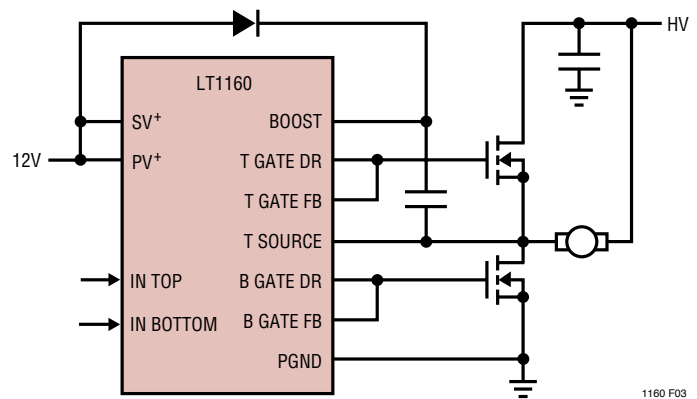 HV
LT1160
SV+
BOOST
12V
PV+
T GATE DR
T GATE FB
T SOURCE
IN TOP
B GATE DR
IN BOTTOM
B GATE FB
PGND
1160 F03